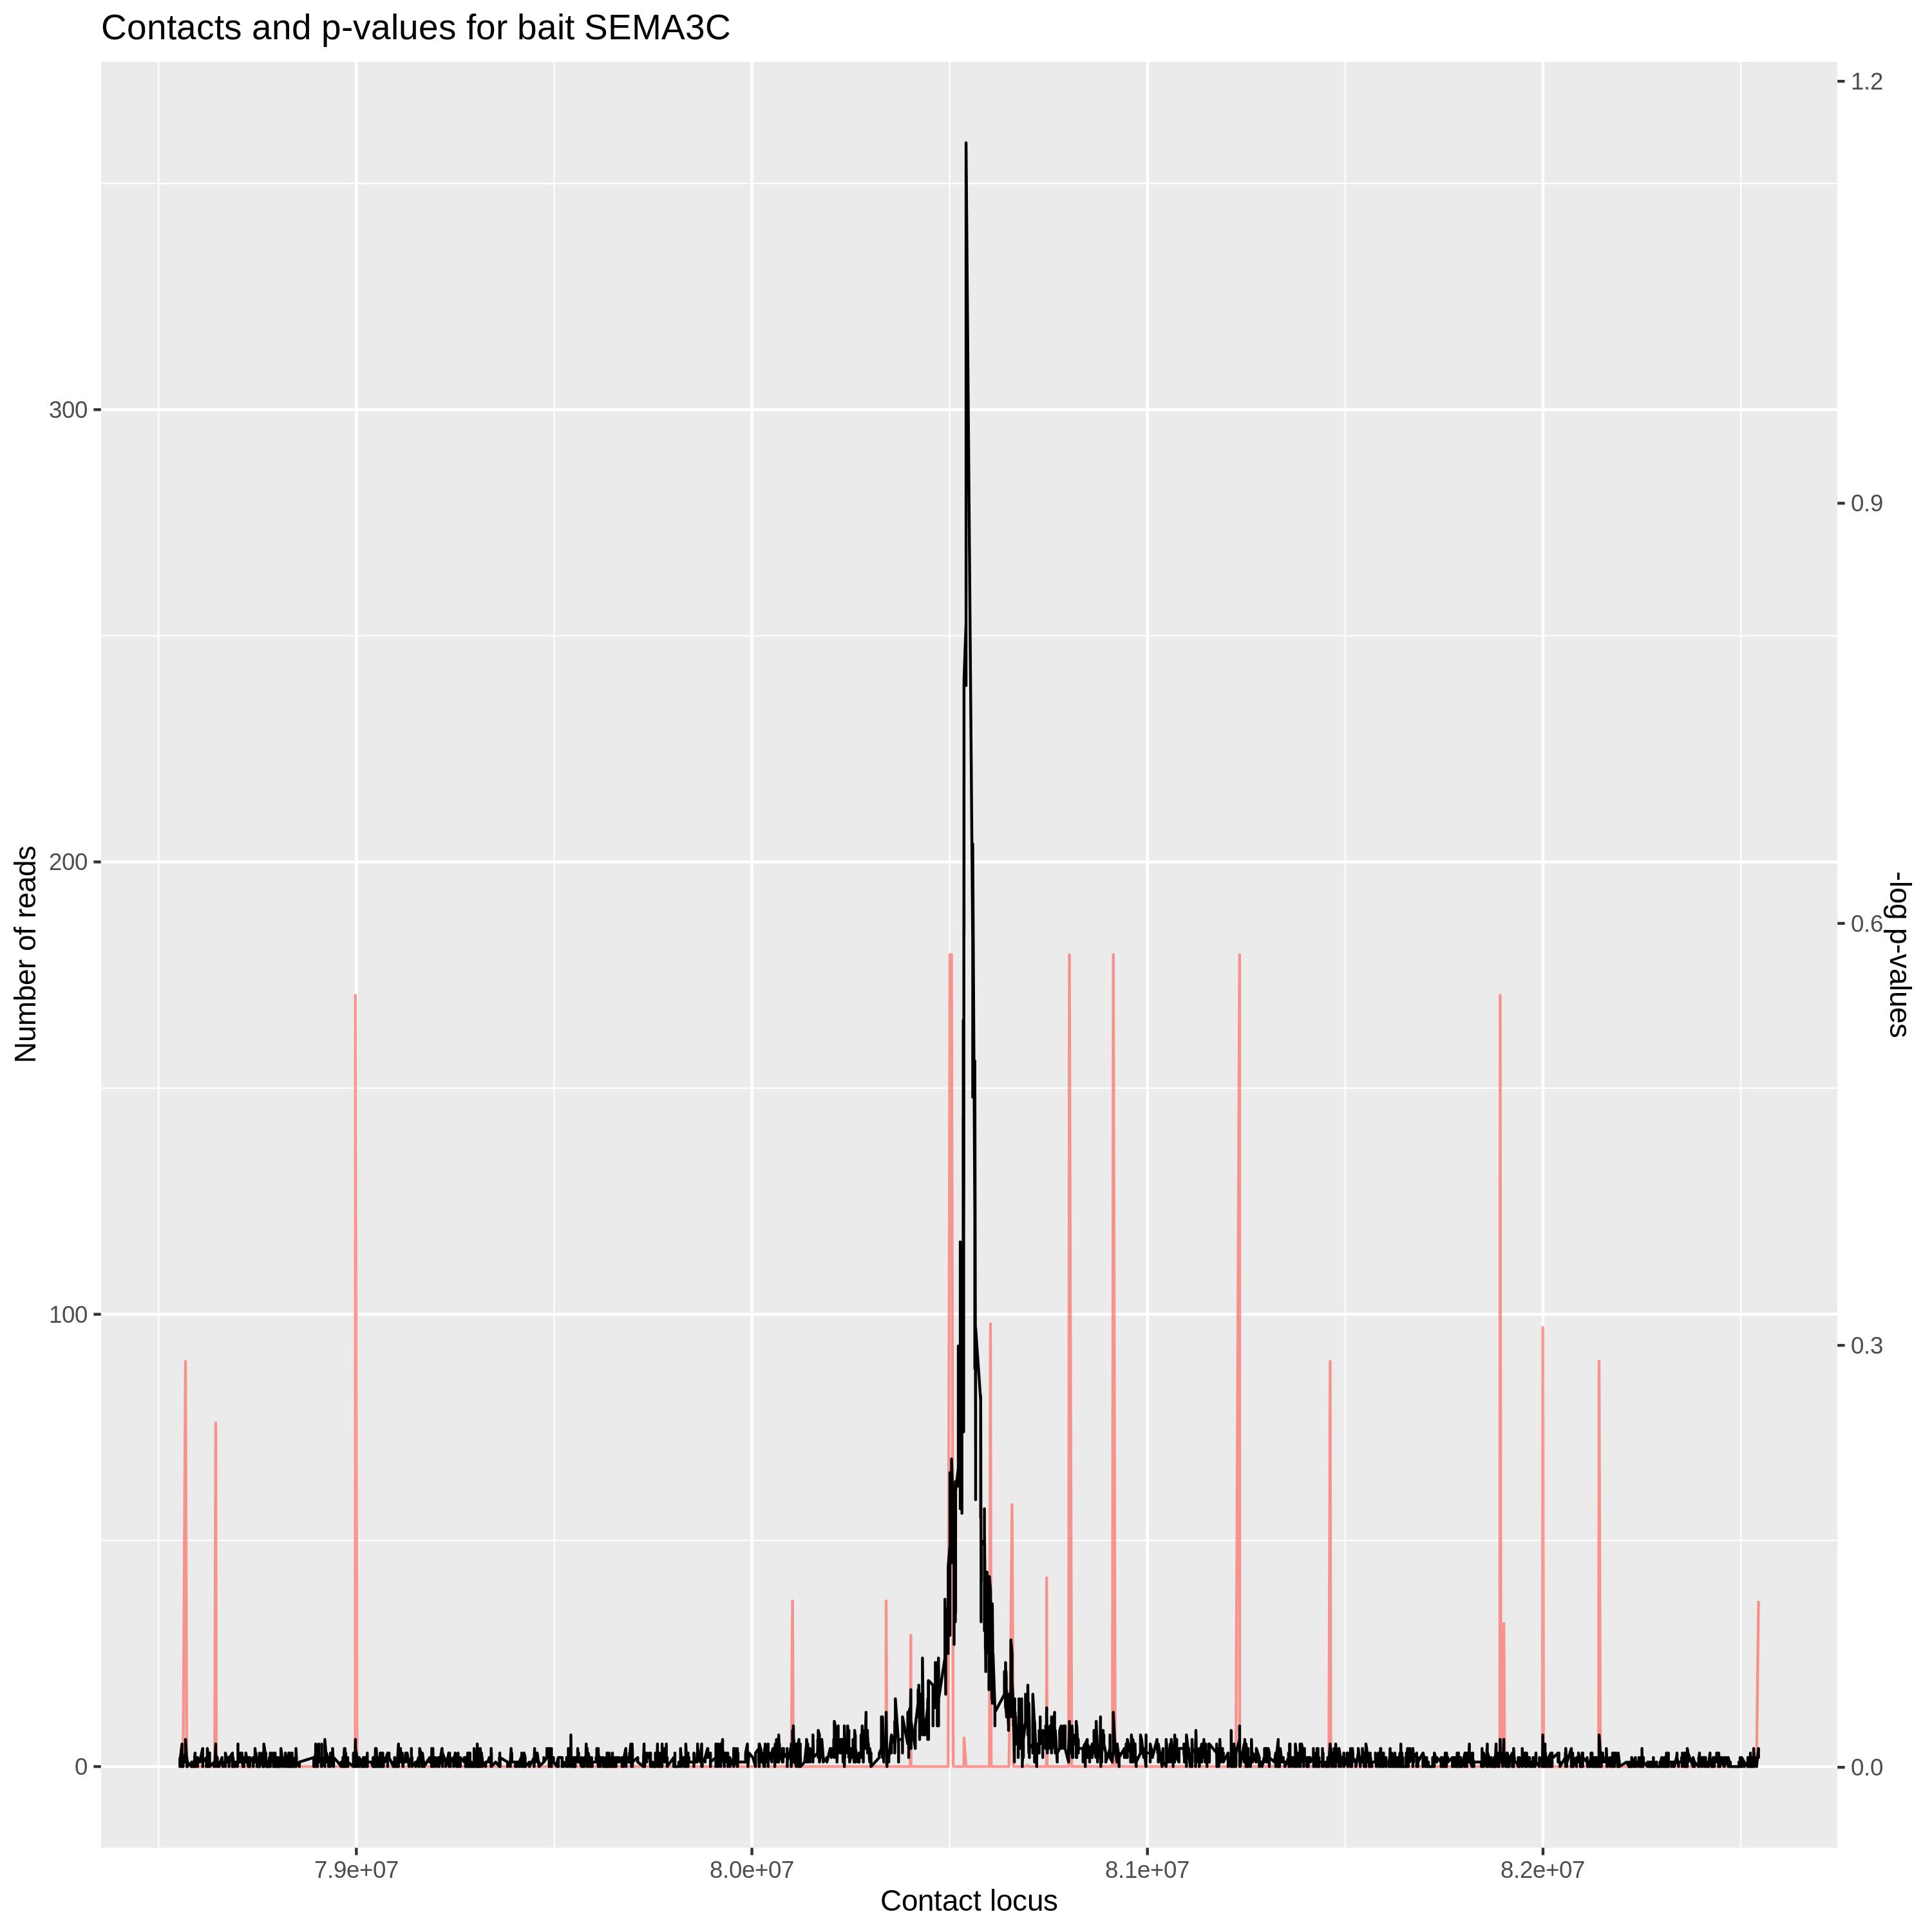 Contacts and p-values for bait SEMA3C
1.2
300
0.9
200
0.6
Number of reads
-log p-values
100
0.3
0
0.0
7.9e+07 8.0e+07 8.1e+07 8.2e+07
Contact locus